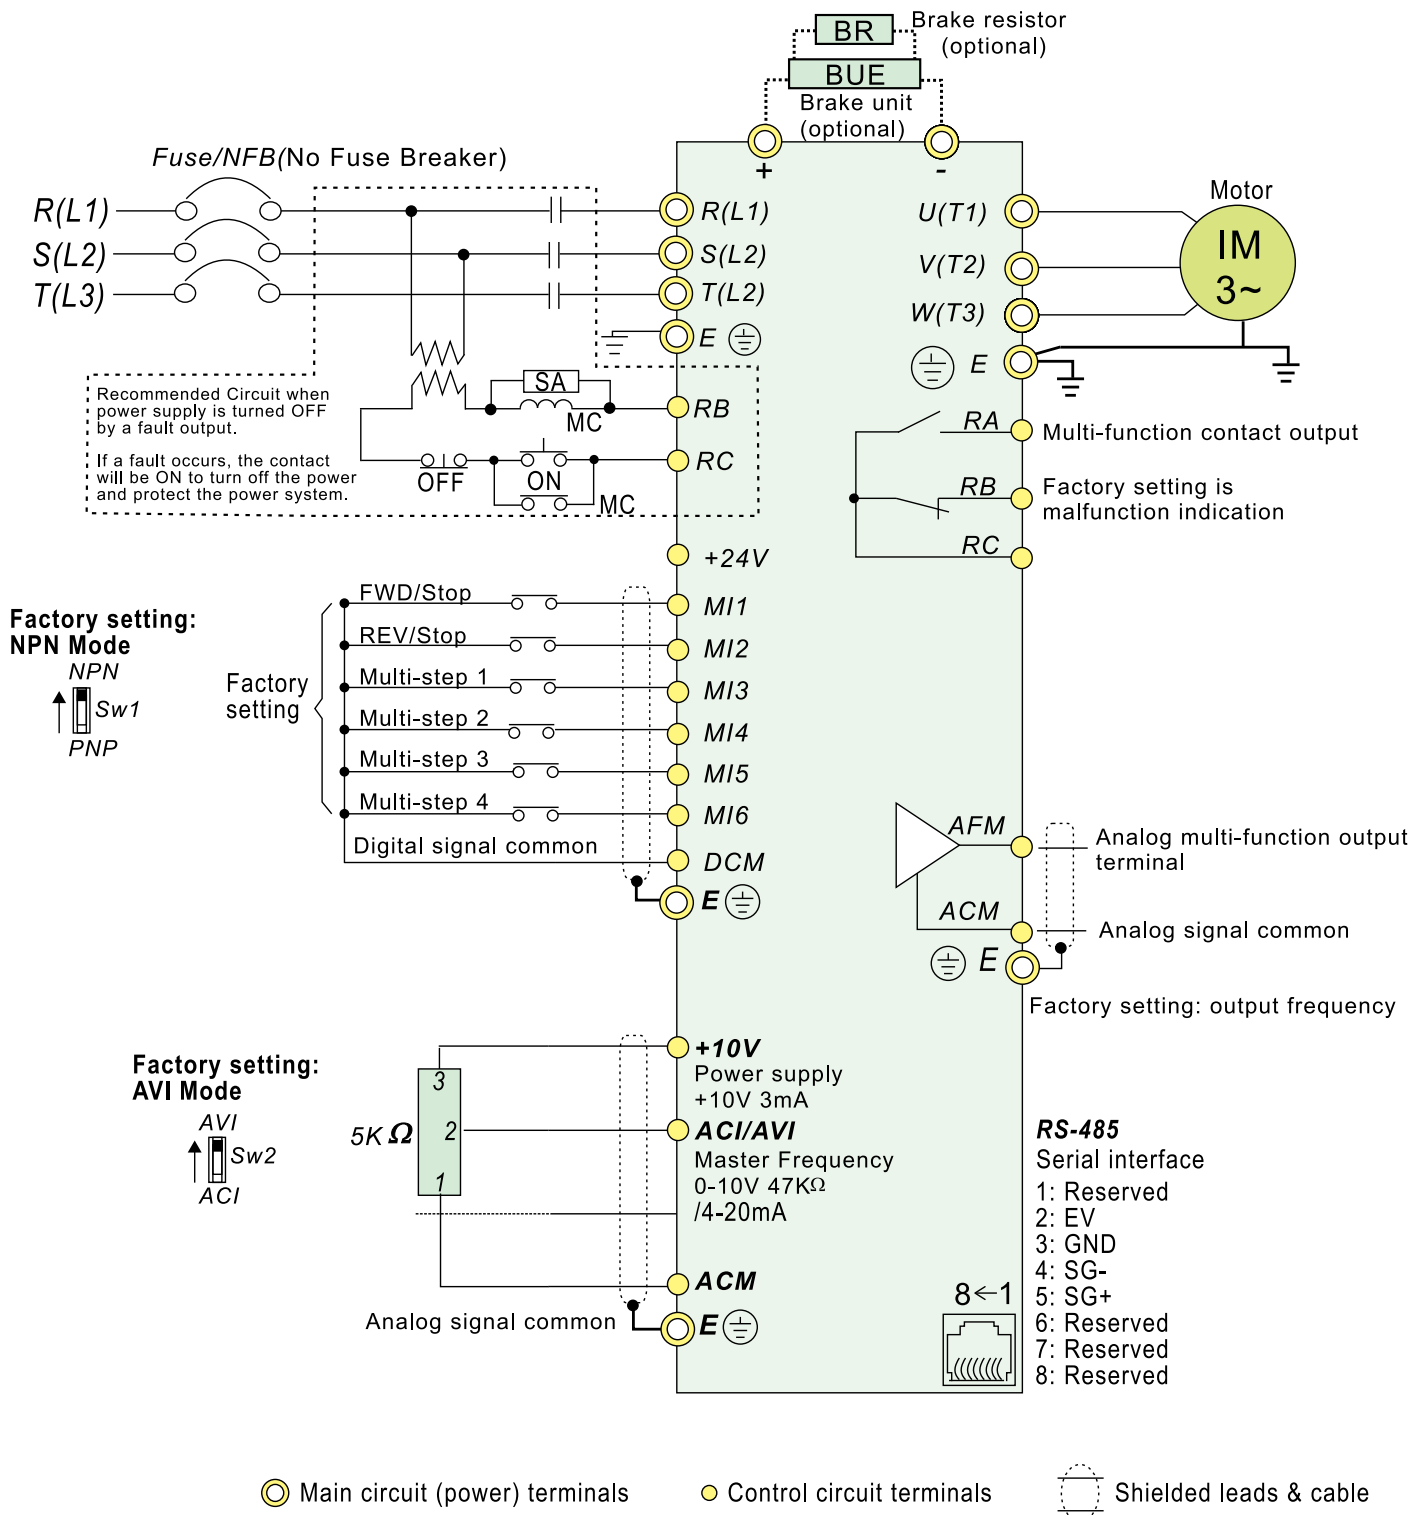 BR
Brake resistor
(optional)
BUE
Brake unit
(optional)
+
-
Fuse/NFB(No Fuse Breaker)
R(L1)
S(L2)
T(L3)
R(L1)
S(L2)
T(L2)
E
U(T1)
V(T2)
W(T3)
E
Motor
IM
3~
Recommended Circuit when
power supply is turned OFF
by a fault output.
If a fault occurs, the contact
will be ON to turn off the power
and protect the power system.
SA
MC
OFF
ON
MC
RB
RC
RA
Multi-function contact output
RB
Factory setting is
malfunction indication
RC
+24V
Factory setting:
NPN Mode
NPN
Sw1
PNP
Factory
setting
FWD/Stop
MI1
REV/Stop
MI2
Multi-step 1
MI3
Multi-step 2
MI4
Multi-step 3
MI5
Multi-step 4
MI6
Digital signal common
DCM
E
AFM
Analog multi-function output
terminal
ACM
Analog signal common
E
Factory setting: output frequency
Factory setting:
AVI Mode
AVI
Sw2
ACI
5K Ω
3
2
1
+10V
Power supply
+10V 3mA
ACI/AVI
Master Frequency
0-10V 47KΩ
/4-20mA
ACM
Analog signal common
E
RS-485
Serial interface
1: Reserved
2: EV
3: GND
4: SG-
5: SG+
6: Reserved
7: Reserved
8: Reserved
8←1
Main circuit (power) terminals
Control circuit terminals
Shielded leads & cable